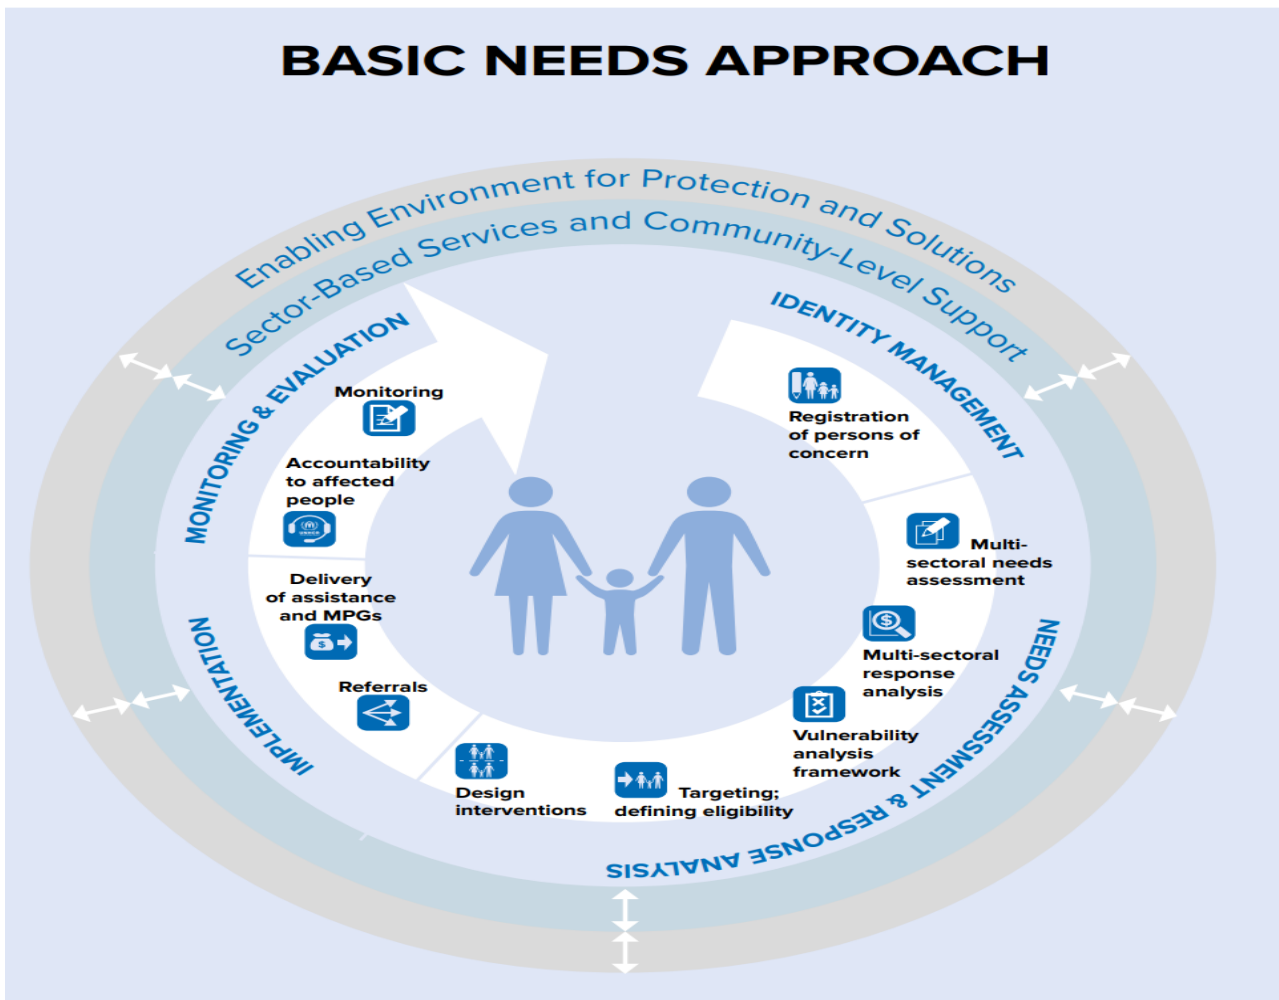 BASIC NEEDS APPROACH
Enabling Environment for Protection and Solutions
Sector-Based Services and Community-Level Support
IDENTITY MANAGEMENT
Registration
of persons of
concern
NEEDS ASSESSMENT & RESPONSE ANALYSIS
Multi-
sectoral needs
assessment
Multi-sectoral
response
analysis
Vulnerability
analysis
framework
Targeting;
defining eligibility
Design
interventions
IMPLEMENTATION
Referrals
Delivery
of assistance
and MPGs
MONITORING & EVALUATION
Accountability
to affected
people
Monitoring